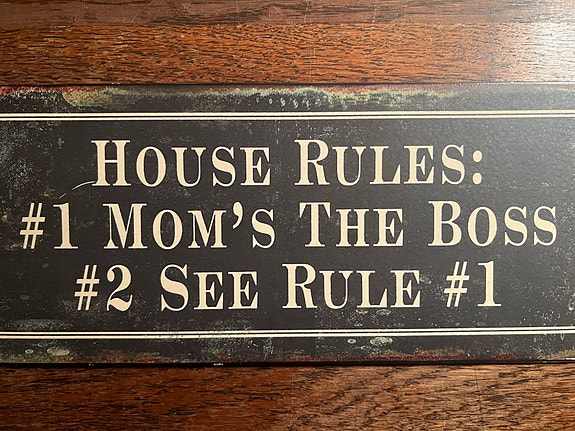 House Rules:
#1 Mom's The Boss
#2 See Rule #1